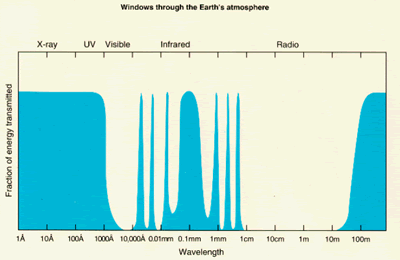 Windows through the Earth's atmosphere
X-ray UV Visible Infrared Radio
Fraction of energy transmitted
1Å 10Å 100Å 1000Å 10,000Å 0.01mm 0.1mm 1mm 1cm 10cm 1m 10m 100m
Wavelength